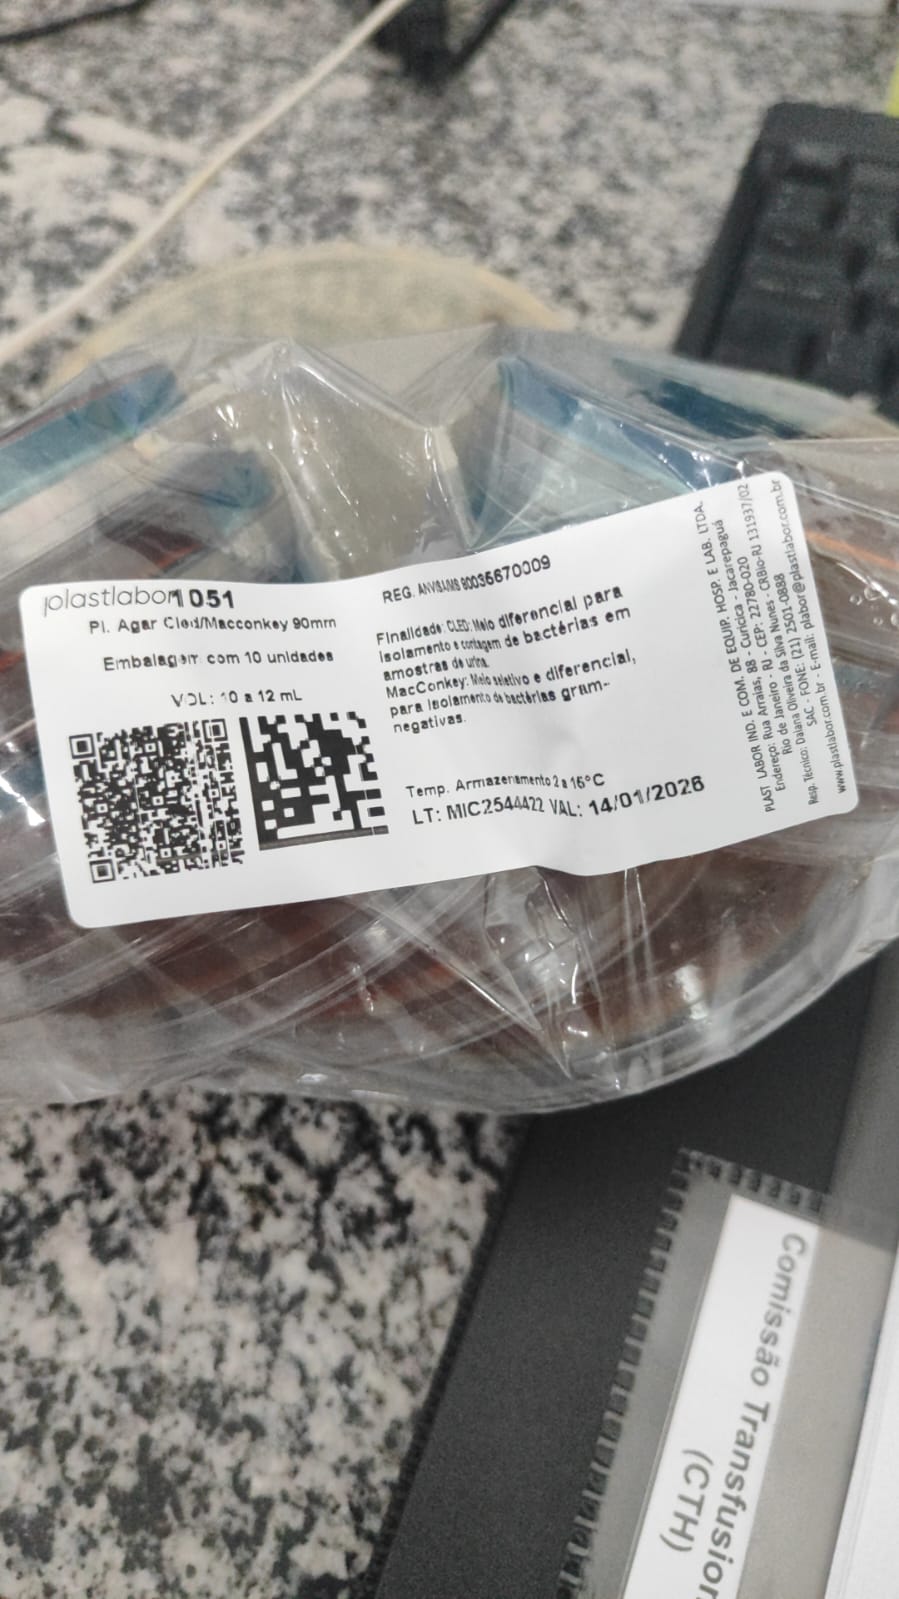 plastlabor 1051
Pl. Agar Cled/Macconkey 90mm
Embalagem com 10 unidades
VOL: 10 a 12 mL
REG. ANVISA/MS 80035670009
Finalidade: CLED: Meio diferencial para
isolamento e contagem de bactérias em
amostras de urina.
MacConkey: Meio seletivo e diferencial,
para isolamento de bactérias gram-
negativas.
Temp. Armazenamento 2 a 16°C
LT: MIC2544422 VAL: 14/01/2026
PLAST LABOR IND. E COM. DE EQUIP. HOSP. E LAB. LTDA.
Endereço: Rua Arraias, 88 - Curicica - Jacarepaguá
Rio de Janeiro - RJ - CEP: 22780-020
Resp. Técnico: Daiana Oliveira da Silva Nunes - CRBio-RJ 131937/02
SAC - FONE: (21) 2501-0888
www.plastlabor.com.br - E-mail: plabor@plastlabor.com.br
Comissão Transfusion
(CTH)